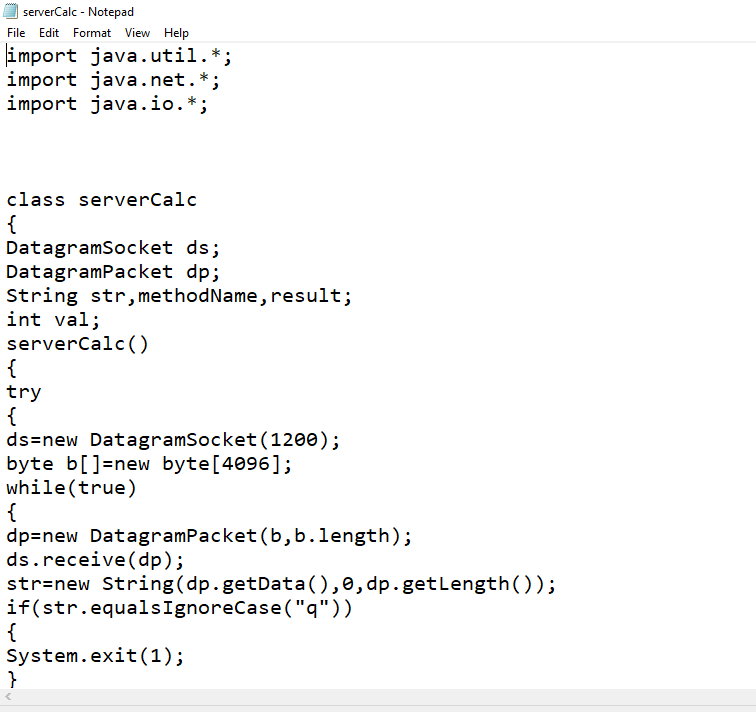 serverCalc - Notepad
File Edit Format View Help
import java.util.*;
import java.net.*;
import java.io.*;
class serverCalc
{
DatagramSocket ds;
DatagramPacket dp;
String str,methodName,result;
int val;
serverCalc()
{
try
{
ds=new DatagramSocket(1200);
byte b[]=new byte[4096];
while(true)
{
dp=new DatagramPacket(b,b.length);
ds.receive(dp);
str=new String(dp.getData(),0,dp.getLength());
if(str.equalsIgnoreCase("q"))
{
System.exit(1);
}